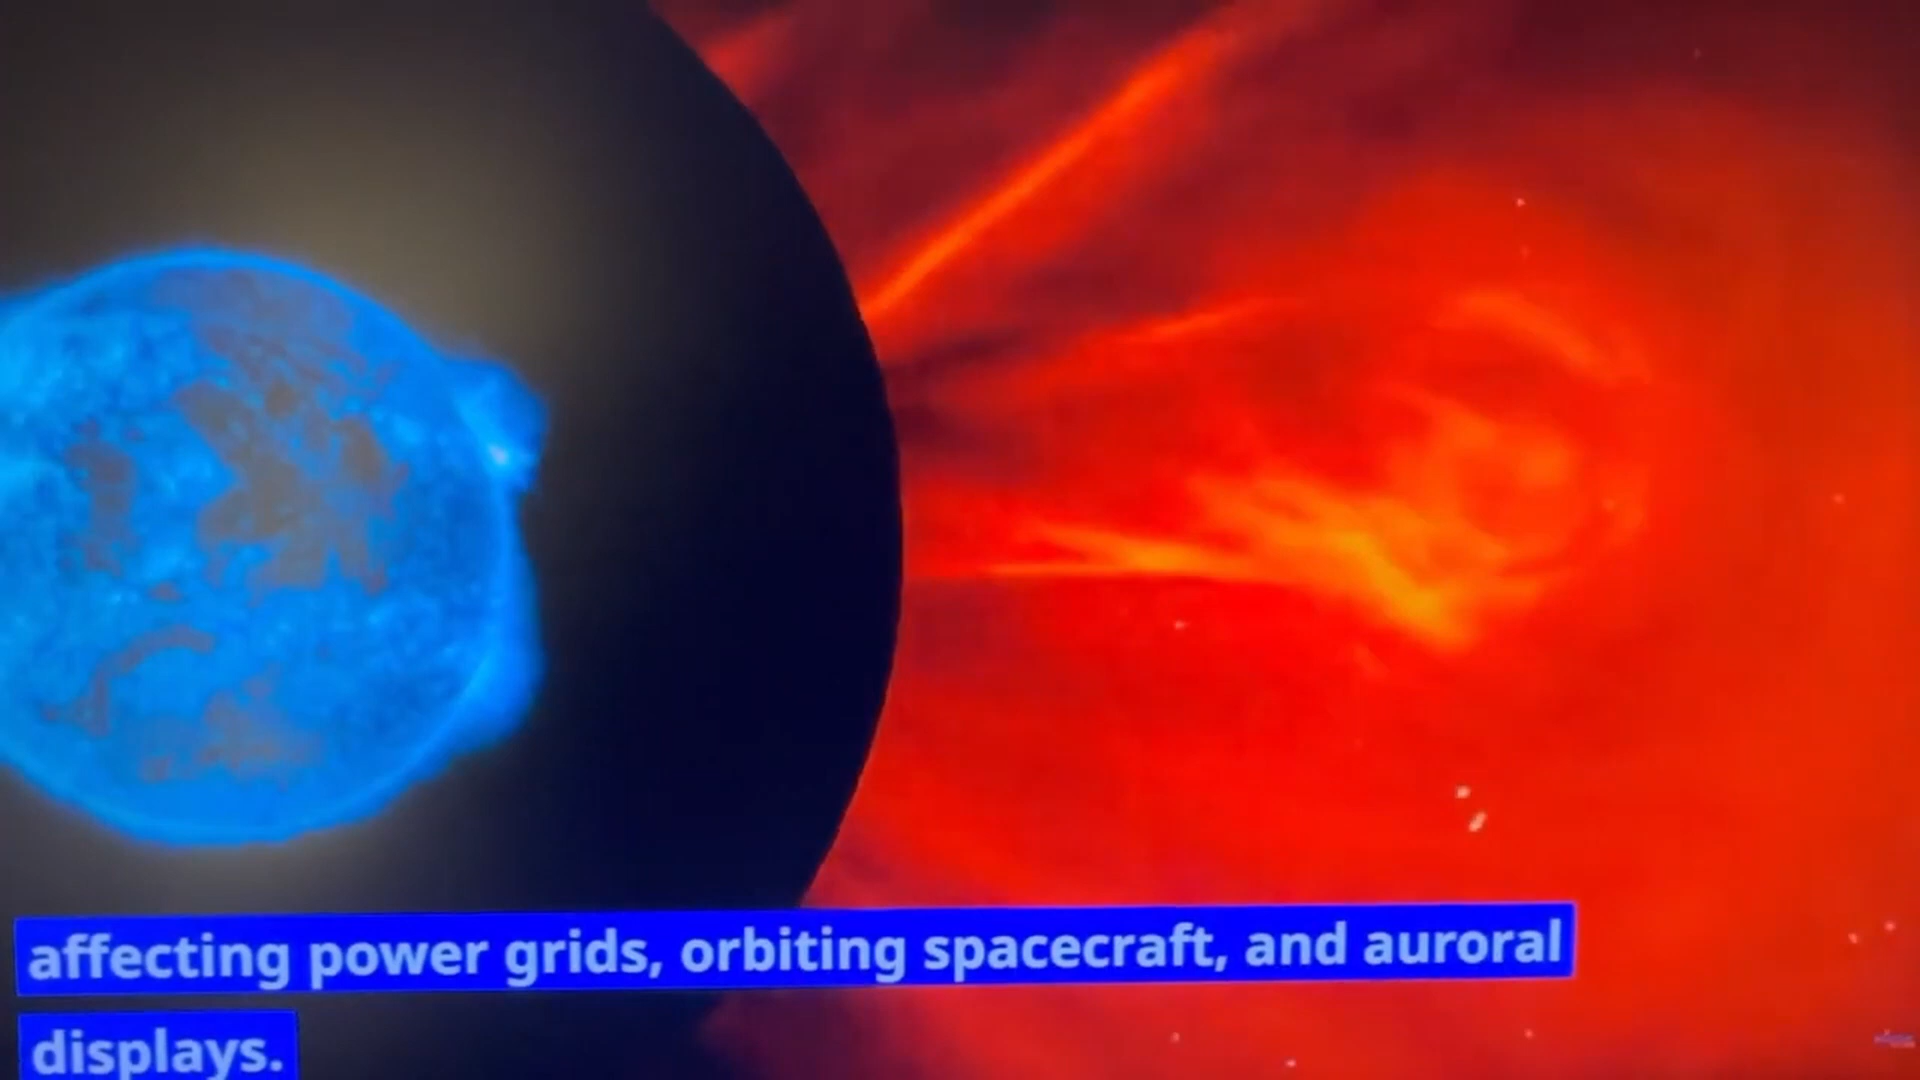 affecting power grids, orbiting spacecraft, and auroral
displays.